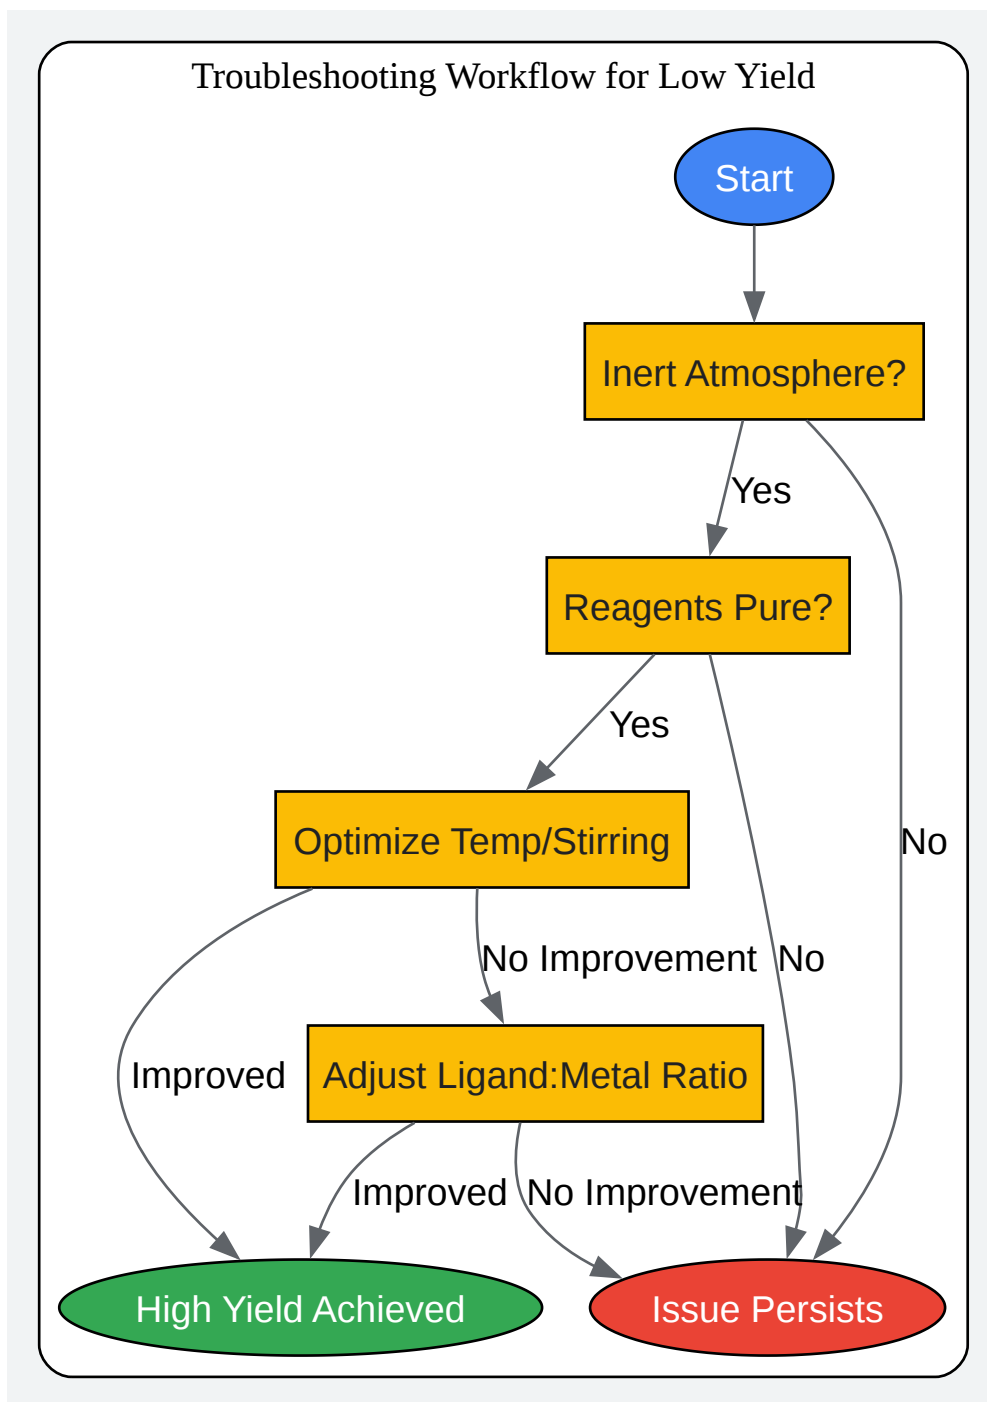 Troubleshooting Workflow for Low Yield
Start
Inert Atmosphere?
Yes
Reagents Pure?
Yes
Optimize Temp/Stirring
No
No Improvement
No
Improved
Adjust Ligand:Metal Ratio
Improved
No Improvement
High Yield Achieved
Issue Persists